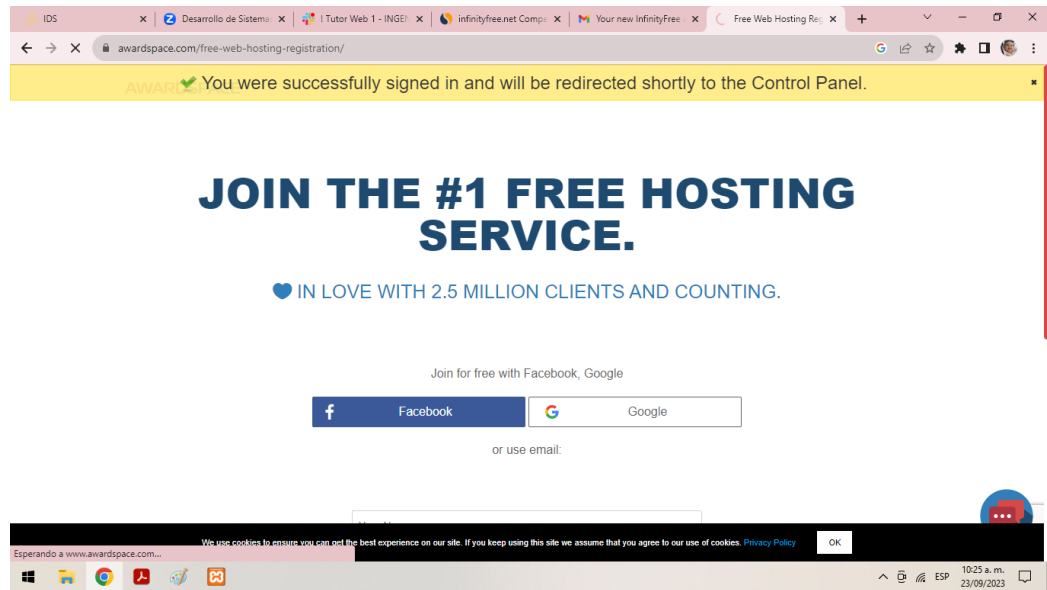 IDS
Desarrollo de Sistema
I Tutor Web 1 - INGEN
infinityfree.net Compe
Your new InfinityFree
Free Web Hosting Reg
awardspace.com/free-web-hosting-registration/
AWARDSPACE
You were successfully signed in and will be redirected shortly to the Control Panel.
JOIN THE #1 FREE HOSTING
SERVICE.
IN LOVE WITH 2.5 MILLION CLIENTS AND COUNTING.
Join for free with Facebook, Google
Facebook
Google
or use email:
We use cookies to ensure you can get the best experience on our site. If you keep using this site we assume that you agree to our use of cookies. Privacy Policy
OK
Esperando a www.awardspace.com...
ESP
10:25 a. m.
23/09/2023